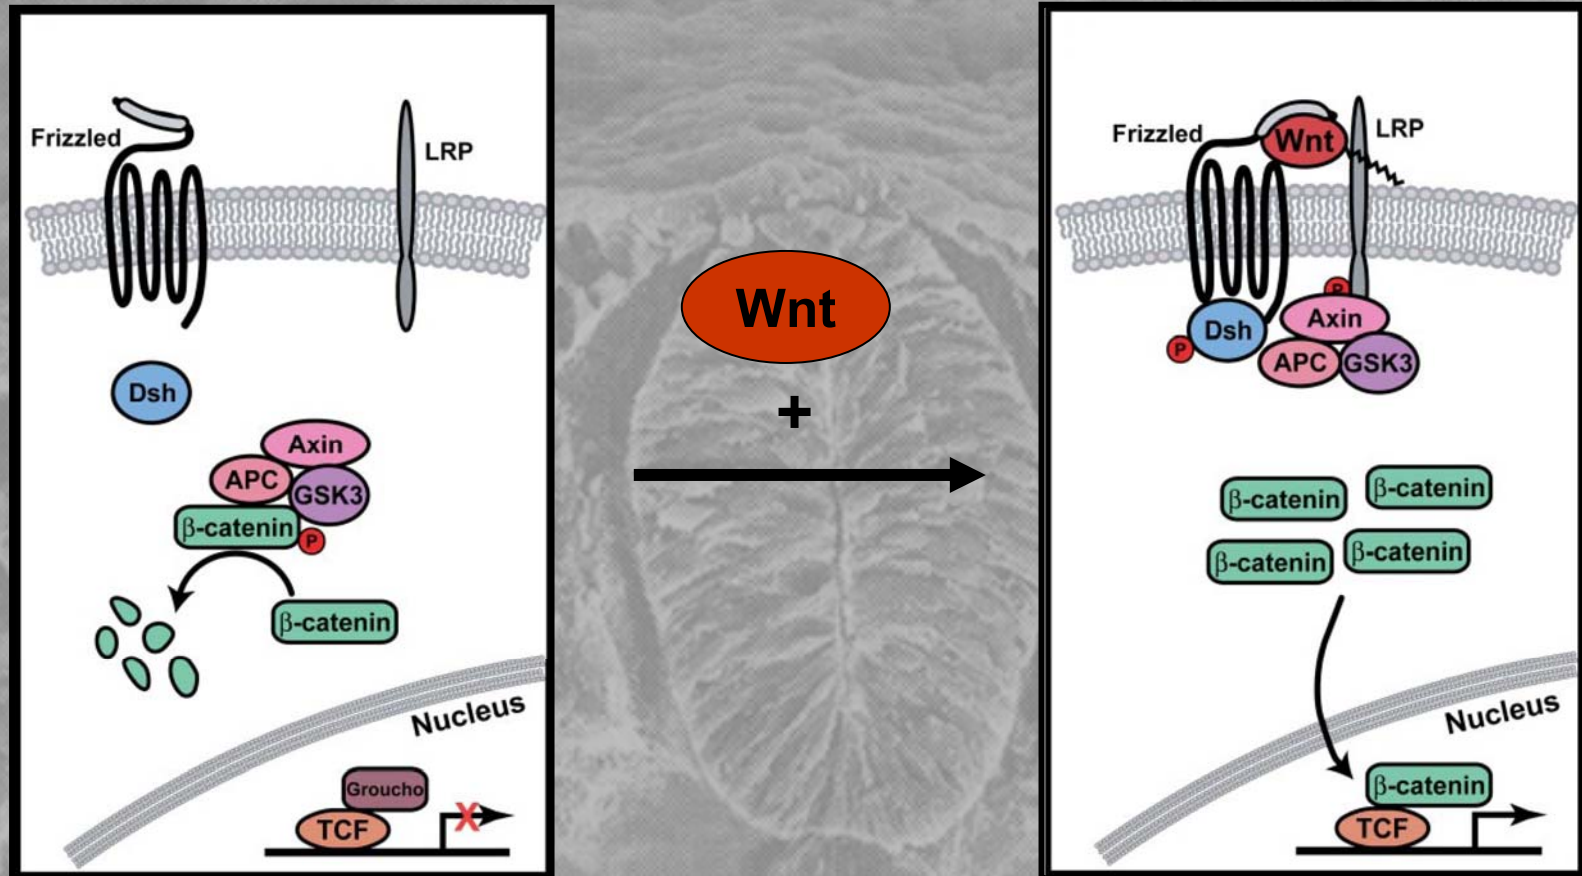 Frizzled
LRP
Dsh
Axin
APC
GSK3
β-catenin
P
β-catenin
Nucleus
Groucho
TCF
X
Wnt
+
Frizzled
Wnt
LRP
P
Dsh
P
Axin
APC
GSK3
β-catenin
β-catenin
β-catenin
β-catenin
Nucleus
β-catenin
TCF